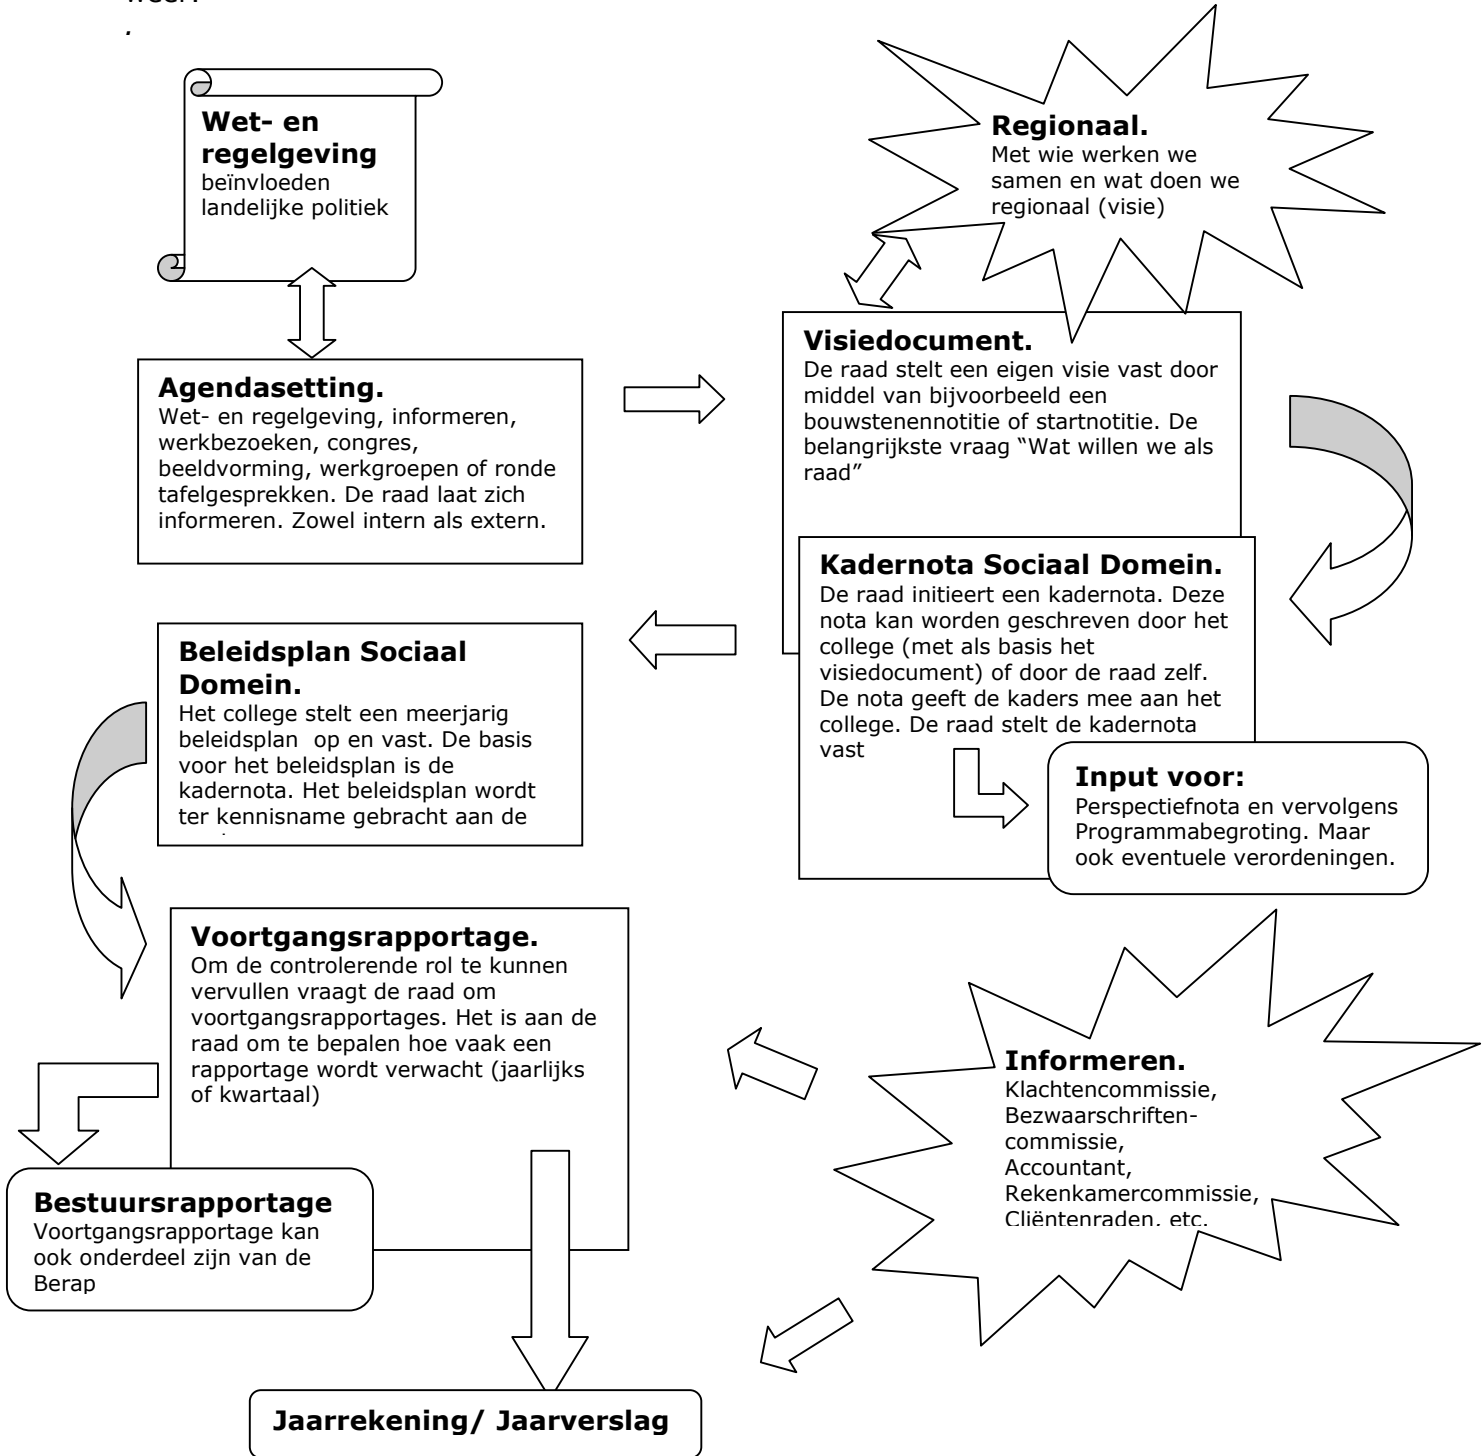 .
Wet- en
regelgeving
beïnvloeden
landelijke politiek
Regionaal.
Met wie werken we
samen en wat doen we
regionaal (visie)
Agendasetting.
Wet- en regelgeving, informeren,
werkbezoeken, congres,
beeldvorming, werkgroepen of ronde
tafelgesprekken. De raad laat zich
informeren. Zowel intern als extern.
Visiedocument.
De raad stelt een eigen visie vast door
middel van bijvoorbeeld een
bouwstenennotitie of startnotitie. De
belangrijkste vraag “Wat willen we als
raad”
Kadernota Sociaal Domein.
De raad initieert een kadernota. Deze
nota kan worden geschreven door het
college (met als basis het
visiedocument) of door de raad zelf.
De nota geeft de kaders mee aan het
college. De raad stelt de kadernota
vast
Input voor:
Perspectiefnota en vervolgens
Programmabegroting. Maar
ook eventuele verordeningen.
Beleidsplan Sociaal
Domein.
Het college stelt een meerjarig
beleidsplan  op en vast. De basis
voor het beleidsplan is de
kadernota. Het beleidsplan wordt
ter kennisname gebracht aan de
Voortgangsrapportage.
Om de controlerende rol te kunnen
vervullen vraagt de raad om
voortgangsrapportages. Het is aan de
raad om te bepalen hoe vaak een
rapportage wordt verwacht (jaarlijks
of kwartaal)
Bestuursrapportage
Voortgangsrapportage kan
ook onderdeel zijn van de
Berap
Informeren.
Klachtencommissie,
Bezwaarschriften-
commissie,
Accountant,
Rekenkamercommissie,
Cliëntenraden, etc.
Jaarrekening/ Jaarverslag